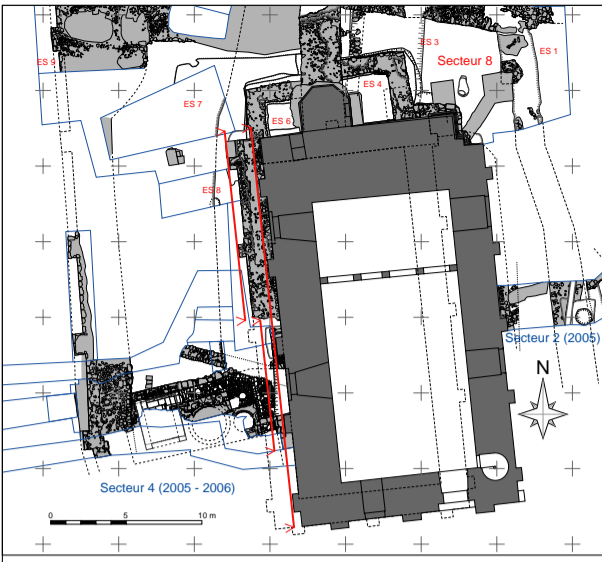 ES 3
ES 1
ES 9
Secteur 8
ES 4
ES 7
ES 6
ES 8
Secteur 2 (2005)
N
Secteur 4 (2005 - 2006)
0 5 10 m